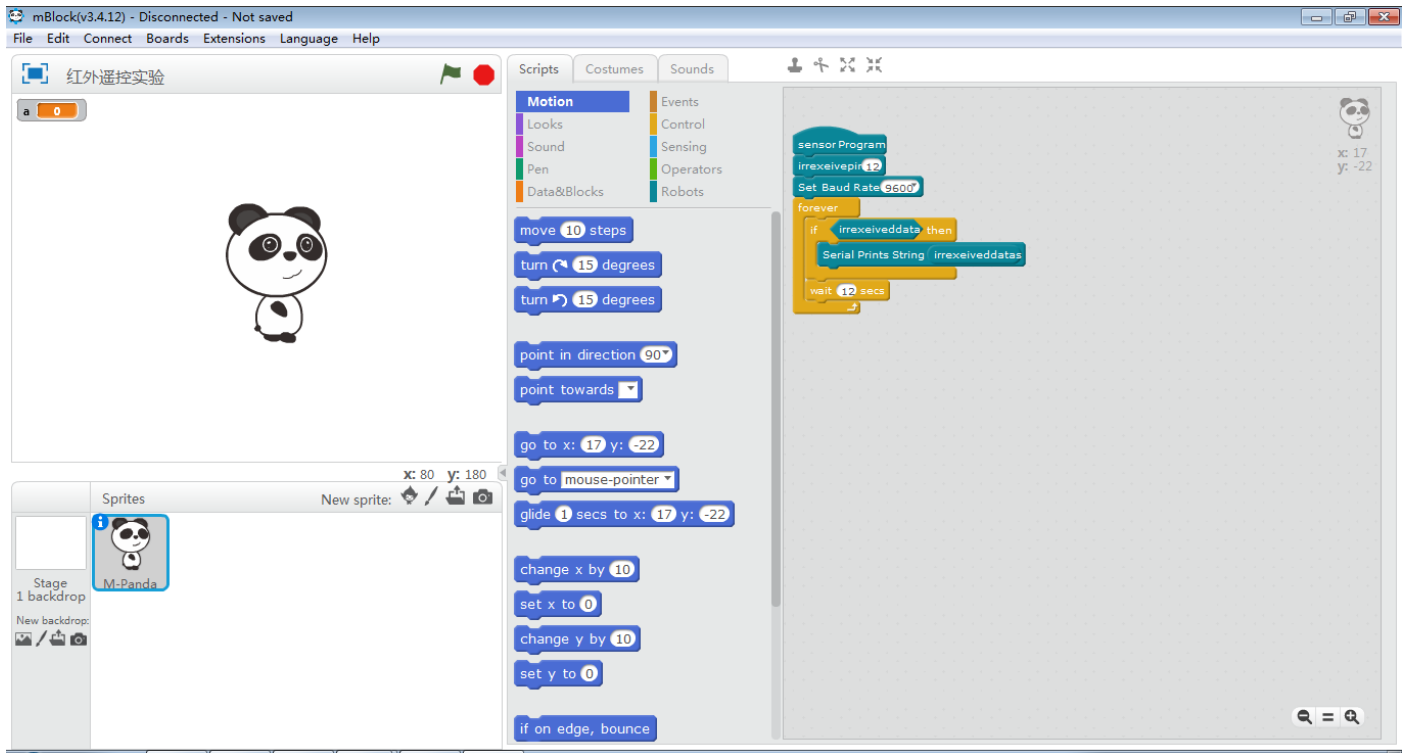 mBlock(v3.4.12) - Disconnected - Not saved
File Edit Connect Boards Extensions Language Help
红外遥控实验
a 0
x: 80 y: 180
Sprites
New sprite:
Stage
1 backdrop
New backdrop:
M-Panda
Scripts Costumes Sounds
Motion Events
Looks Control
Sound Sensing
Pen Operators
Data&Blocks Robots
move 10 steps
turn 15 degrees
turn 15 degrees
point in direction 90
point towards
go to x: 17 y: -22
go to mouse-pointer
glide 1 secs to x: 17 y: -22
change x by 10
set x to 0
change y by 10
set y to 0
if on edge, bounce
sensor Program
irrexeivepin 12
Set Baud Rate 9600
forever
if irrexeiveddata then
Serial Prints String irrexeiveddatas
wait 12 secs
x: 17
y: -22